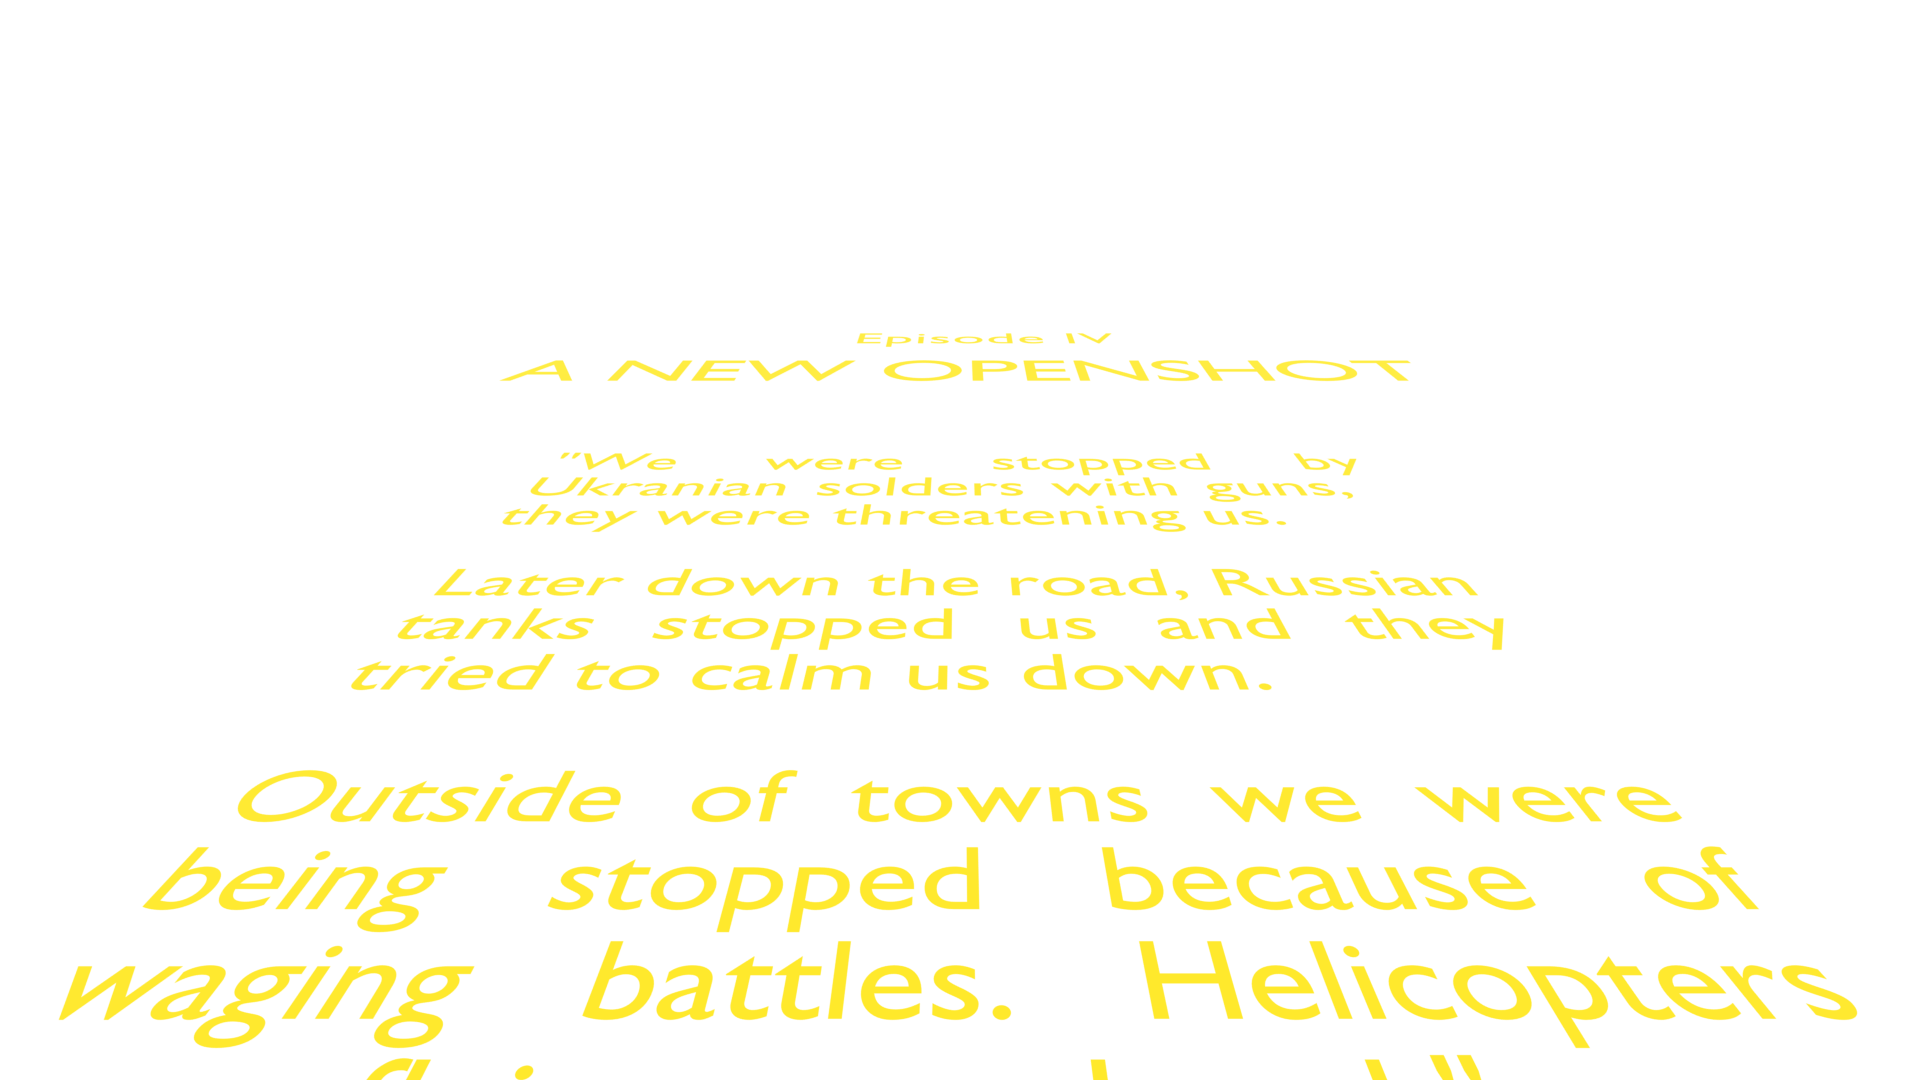 Episode IV
A NEW OPENSHOT
"We were stopped by
Ukranian solders with guns,
they were threatening us.
Later down the road, Russian
tanks stopped us and they
tried to calm us down.
Outside of towns we were
being stopped because of
waging battles. Helicopters